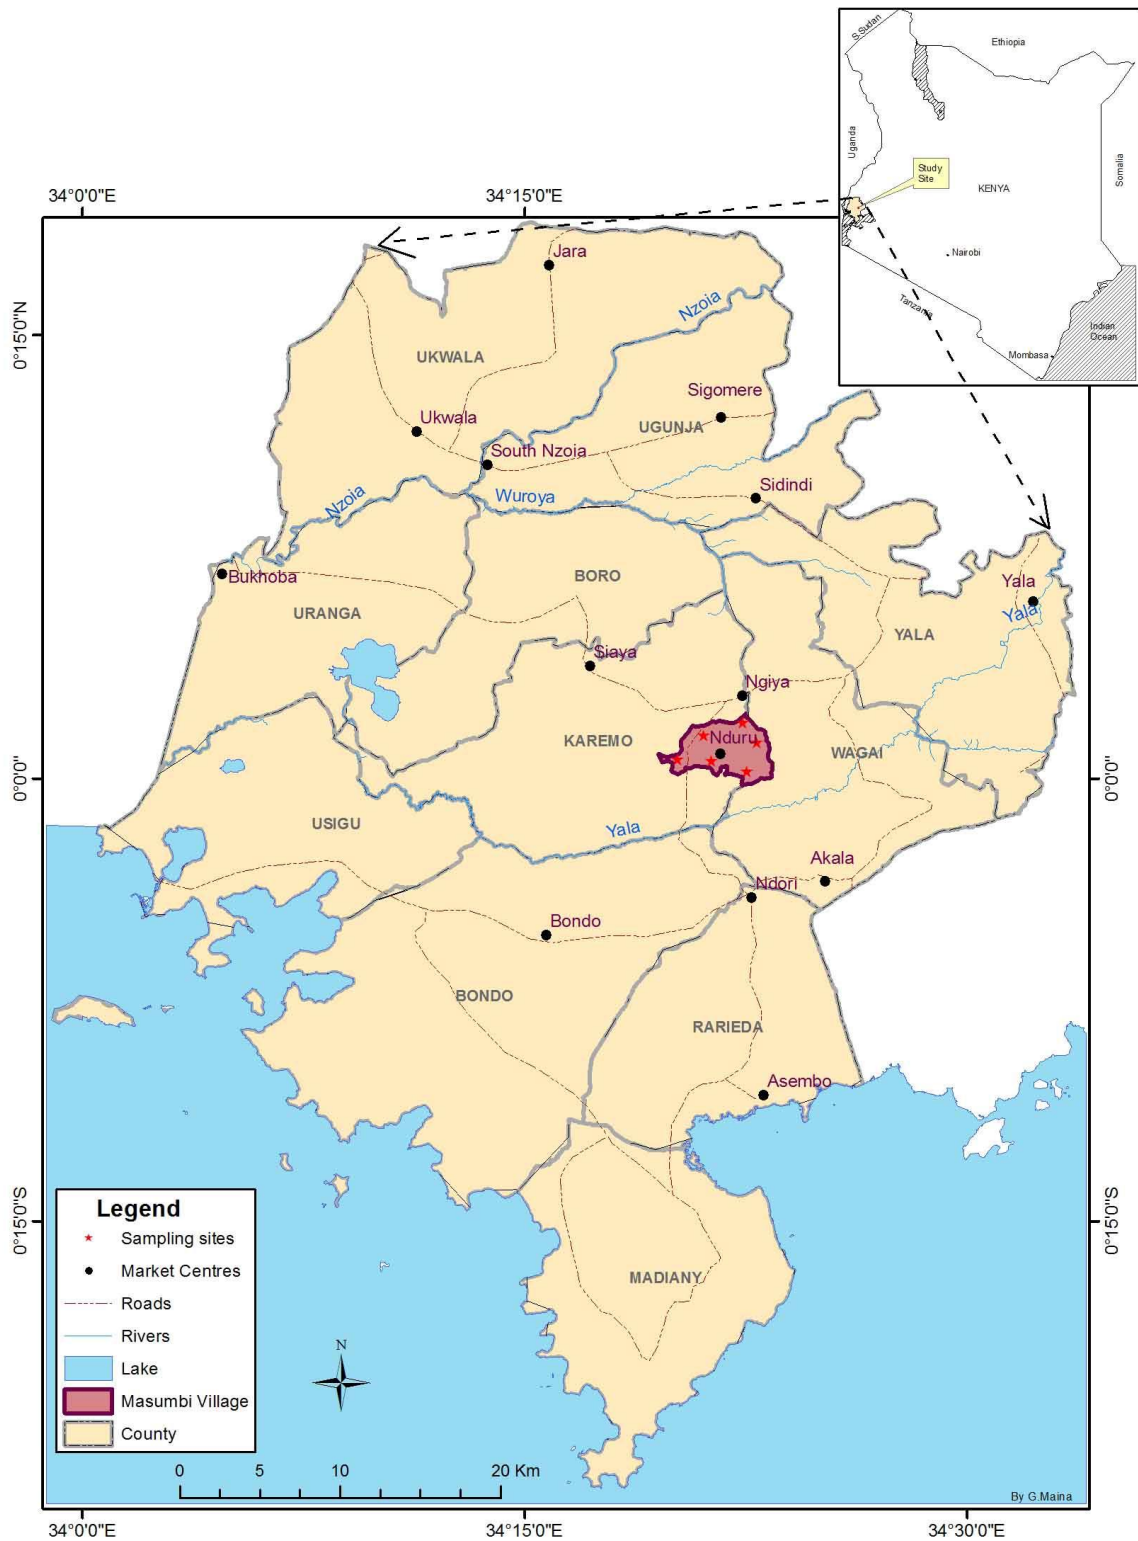 S.Sudan
Ethiopia
Uganda
Somalia
Study
Site
KENYA
Nairobi
Tanzania
Indian
Ocean
Mombasa
34°0'0"E
34°15'0"E
Jara
Nzoia
0°15'0"N
UKWALA
Sigomere
Ukwala
UGUNJA
South Nzoia
Sidindi
Nzoia
Wuroya
Bukhoba
BORO
Yala
URANGA
Yala
YALA
Siaya
Ngiya
KAREMO
Nduru
WAGAI
0°0'0"
0°0'0"
USIGU
Yala
Akala
Ndori
Bondo
BONDO
RARIEDA
Asembo
0°15'0"S
0°15'0"S
MADIANY
Legend
Sampling sites
Market Centres
Roads
Rivers
Lake
Masumbi Village
County
N
0 5 10 20 Km
By G.Maina
34°0'0"E
34°15'0"E
34°30'0"E